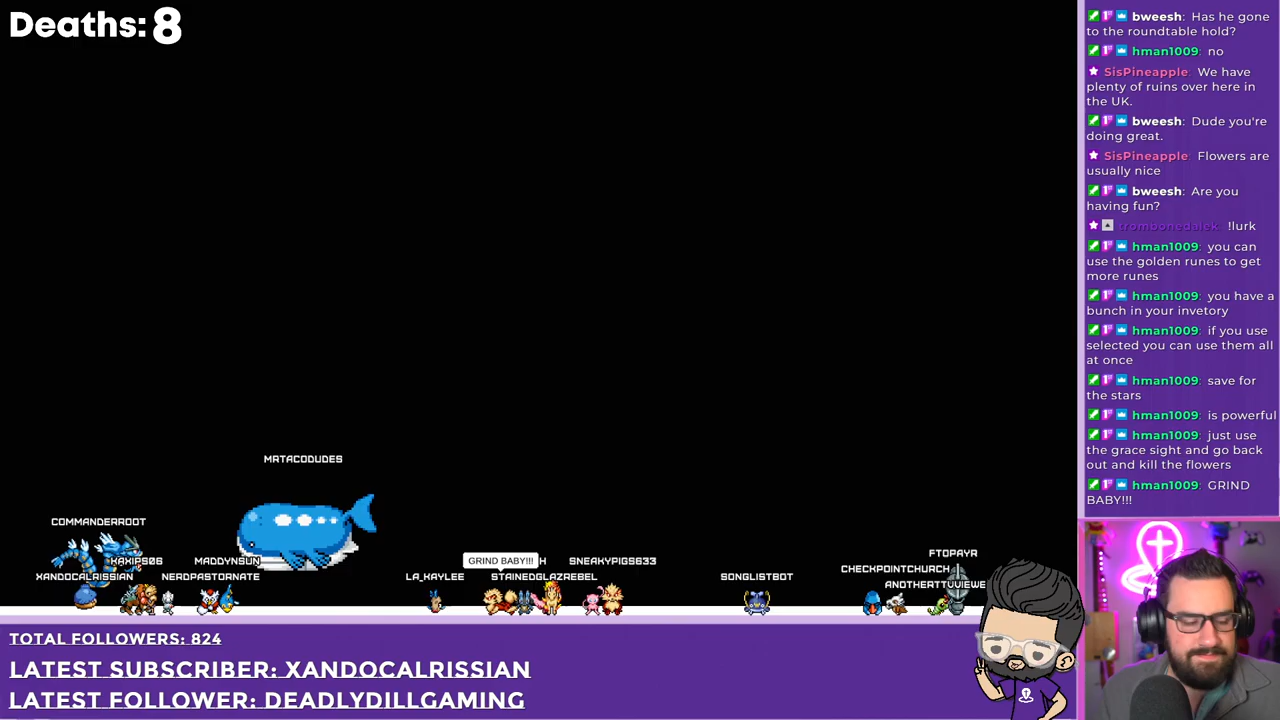 Deaths: 8
bweesh: Has he gone
to the roundtable hold?
hman1009: no
SisPineapple: We have
plenty of ruins over here in
the UK.
bweesh: Dude you're
doing great.
SisPineapple: Flowers are
usually nice
bweesh: Are you
having fun?
trombonedalek: !lurk
hman1009: you can
use the golden runes to get
more runes
hman1009: you have a
bunch in your invetory
hman1009: if you use
selected you can use them all
at once
hman1009: save for
the stars
hman1009: is powerful
hman1009: just use
the grace sight and go back
out and kill the flowers
hman1009: GRIND
BABY!!!
MRTACODUDES
COMMANDERROOT
KAXIP506
MADDYNSUN
XANDOCALRISSIAN
NERDPASTORNATE
LA_KAYLEE
GRIND BABY!!!
H
STAINEDGLAZREBEL
SNEAKYPIGS633
SONGLISTBOT
FTOPAYR
CHECKPOINTCHURCH
ANOTHERTTVVIEWE
TOTAL FOLLOWERS: 824
LATEST SUBSCRIBER: XANDOCALRISSIAN
LATEST FOLLOWER: DEADLYDILLGAMING